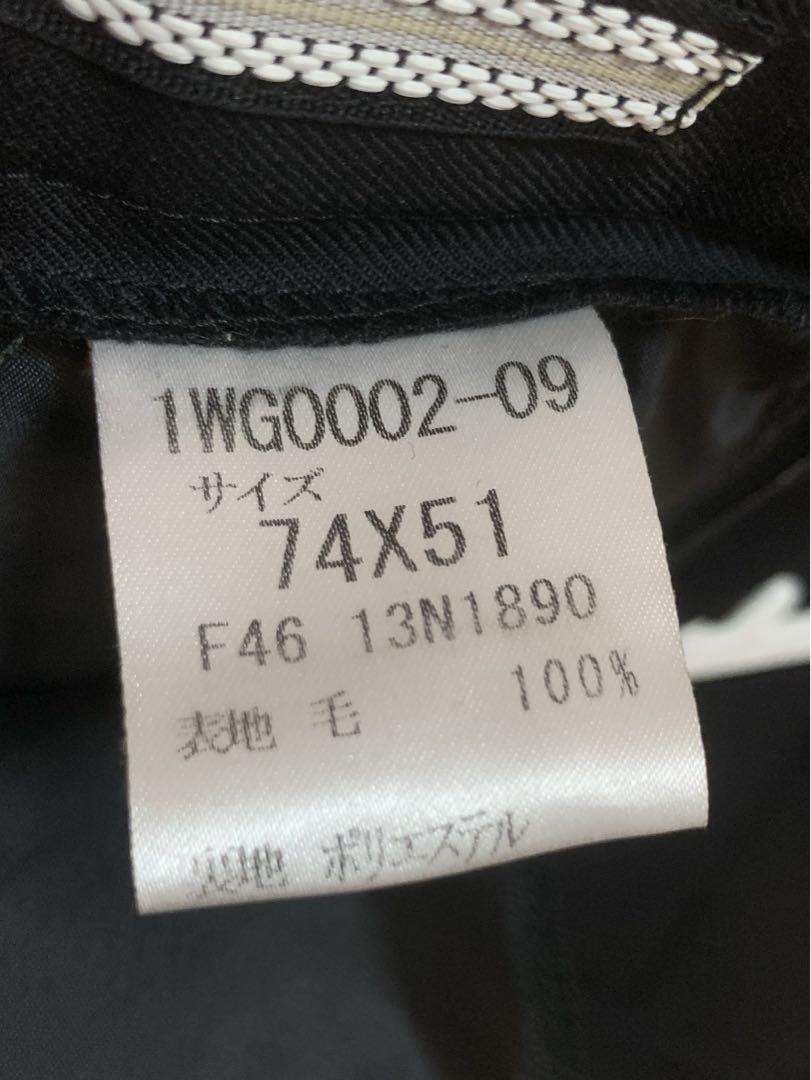 1WG0002-09
サイズ
74X51
F46 13N1890
表地 毛 100%
裏地 ポリエステル